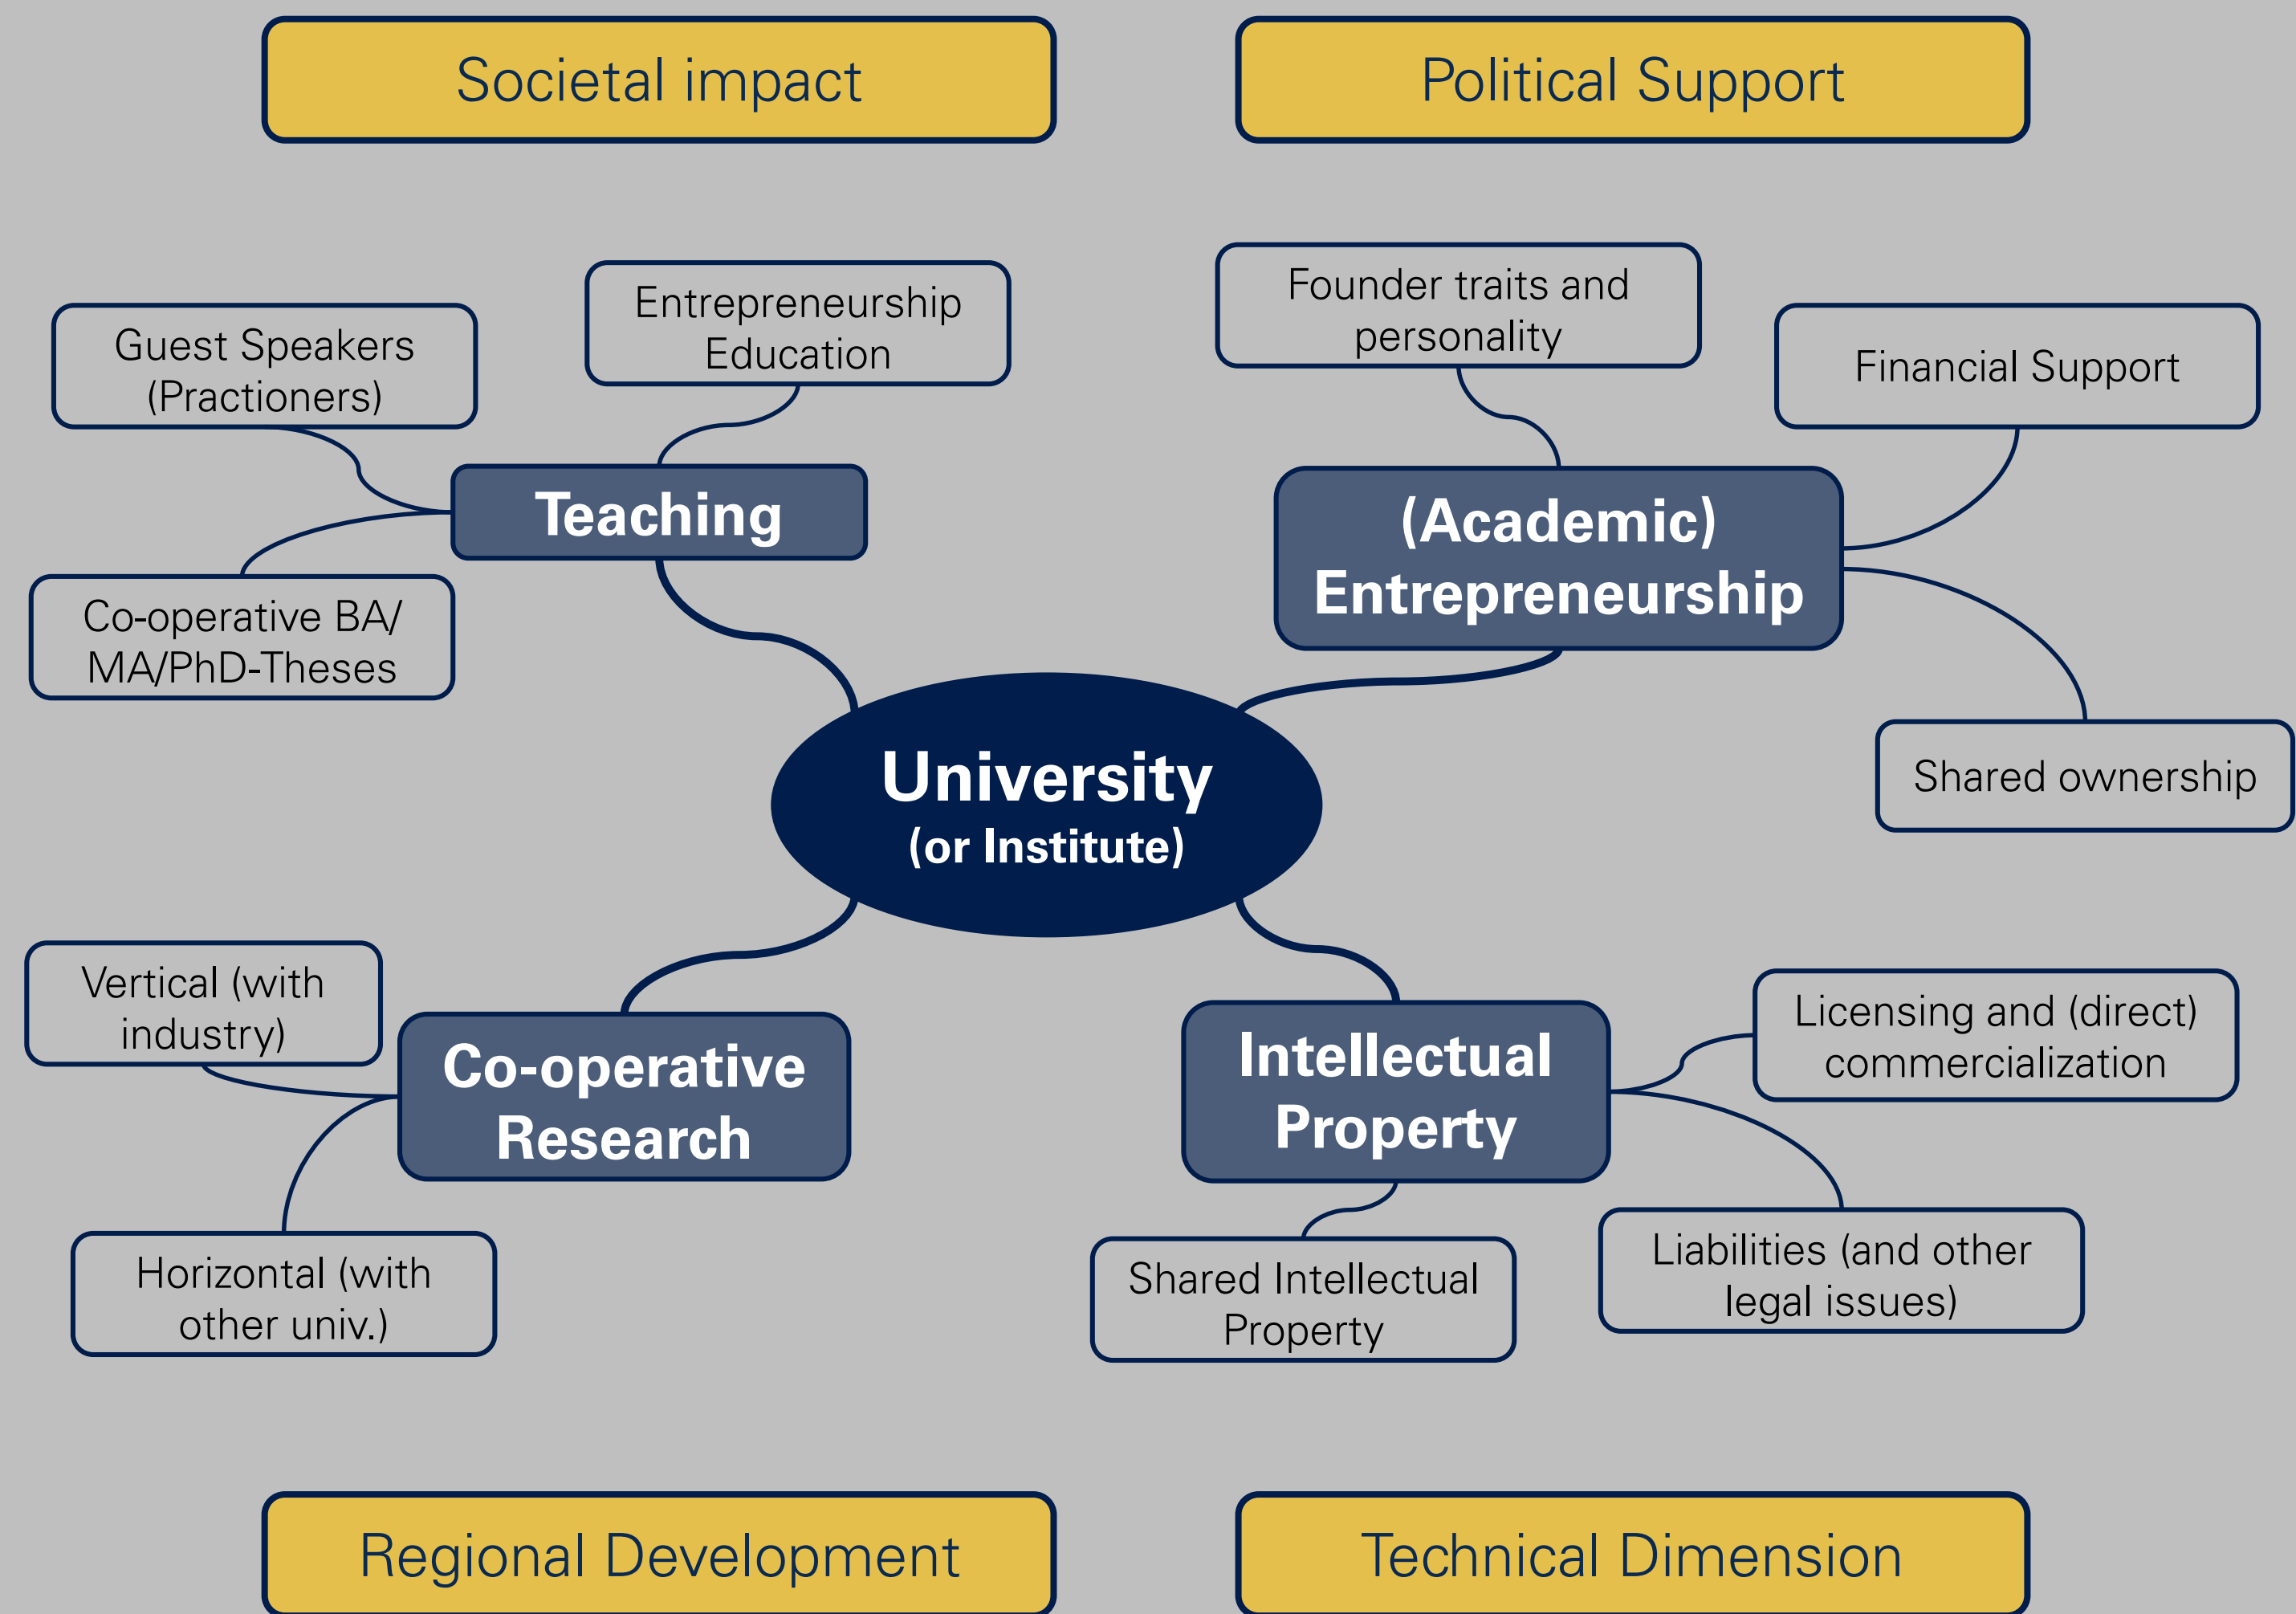 Societal impact
Political Support
Guest Speakers
(Practioners)
Entrepreneurship
Education
Founder traits and
personality
Financial Support
Teaching
(Academic)
Entrepreneurship
Co-operative BA/
MAPhD-Theses
Shared ownership
University
(or Institute)
Vertical (with
industry)
Co-operative
Research
Horizontal (with
other univ.)
Intellectual
Property
Licensing and (direct)
commercialization
Shared Intellectual
Property
Liabilities (and other
legal issues)
Regional Development
Technical Dimension